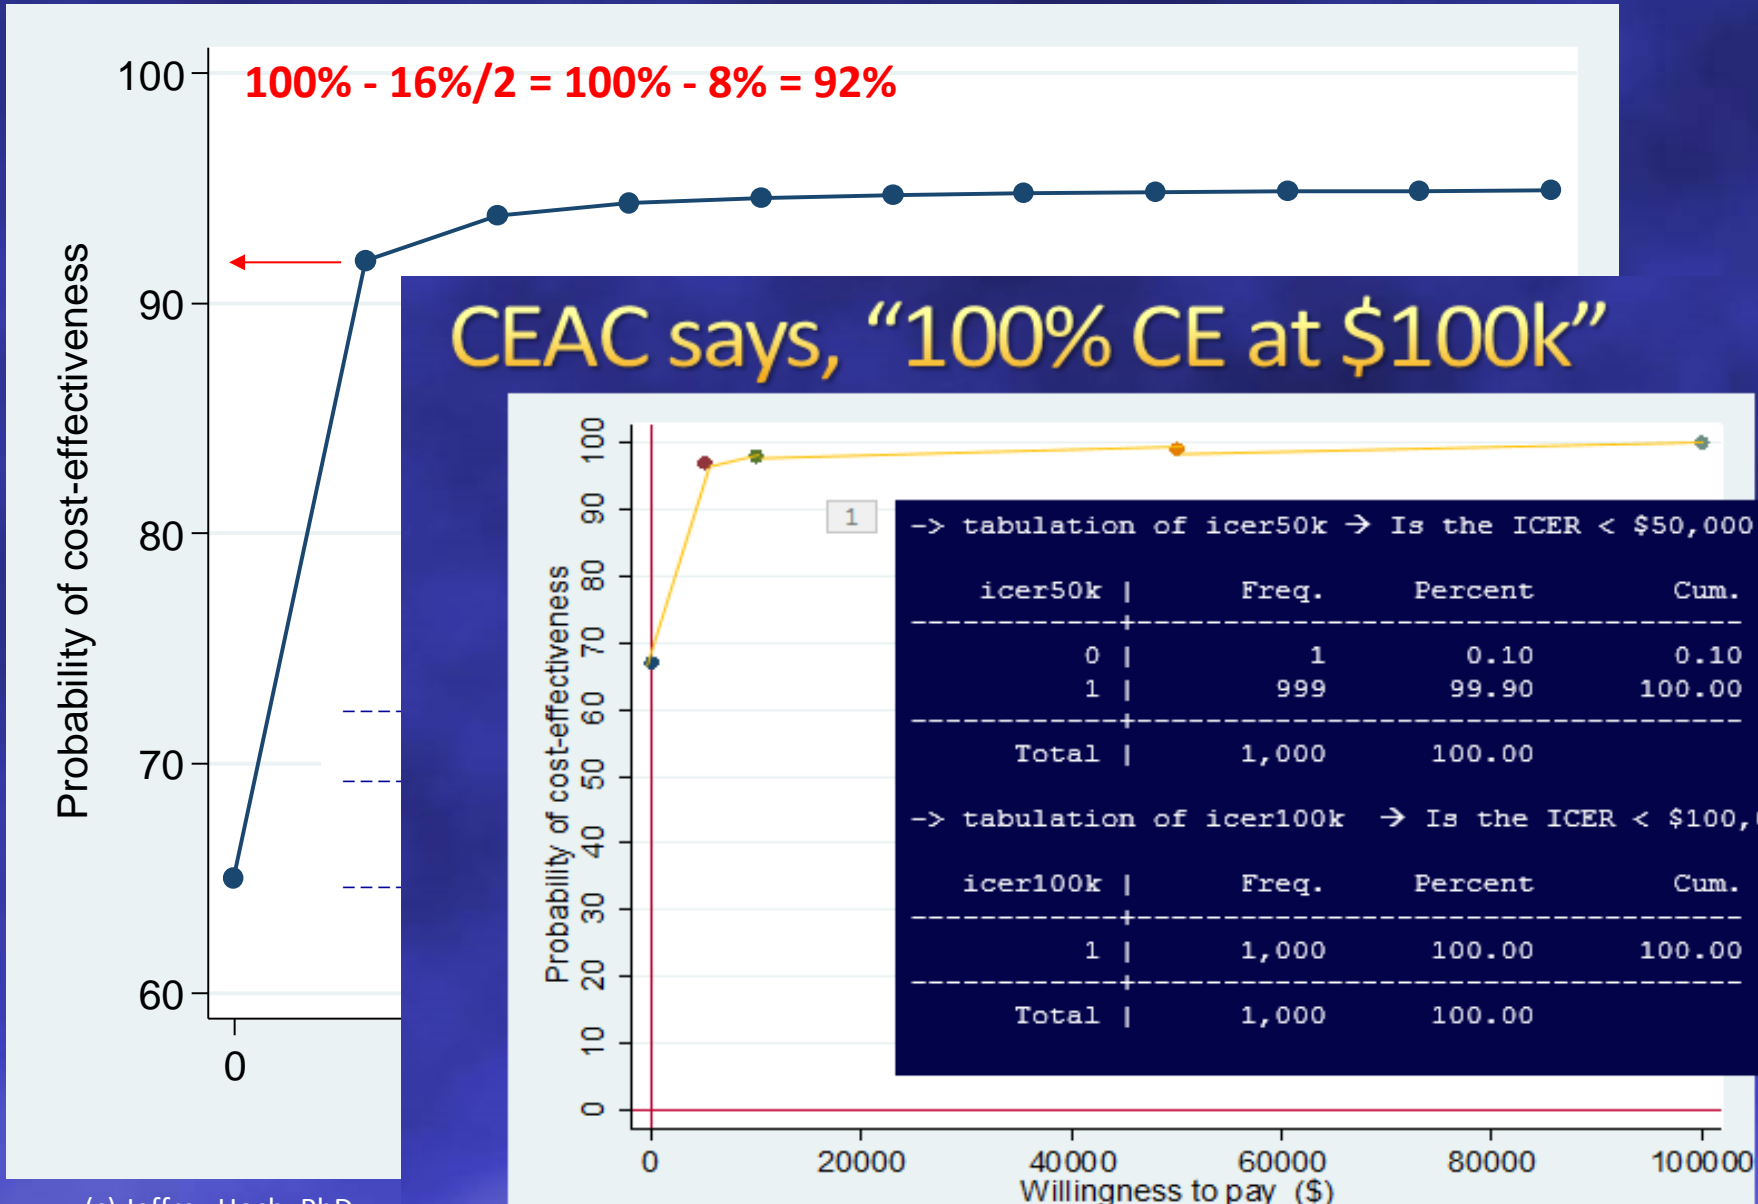 100% - 16%/2 = 100% - 8% = 92%
Probability of cost-effectiveness
100
90
80
70
60
0
CEAC says, “100% CE at $100k”
Probability of cost-effectiveness
100
90
80
70
60
50
40
30
20
10
0
1
-> tabulation of icer50k → Is the ICER < $50,000
icer50k | Freq. Percent Cum.
------------+-----------------------------------
0 | 1 0.10 0.10
1 | 999 99.90 100.00
------------+-----------------------------------
Total | 1,000 100.00
-> tabulation of icer100k → Is the ICER < $100,
icer100k | Freq. Percent Cum.
------------+-----------------------------------
1 | 1,000 100.00 100.00
------------+-----------------------------------
Total | 1,000 100.00
0 20000 40000 60000 80000 100000
Willingness to pay ($)
PhD